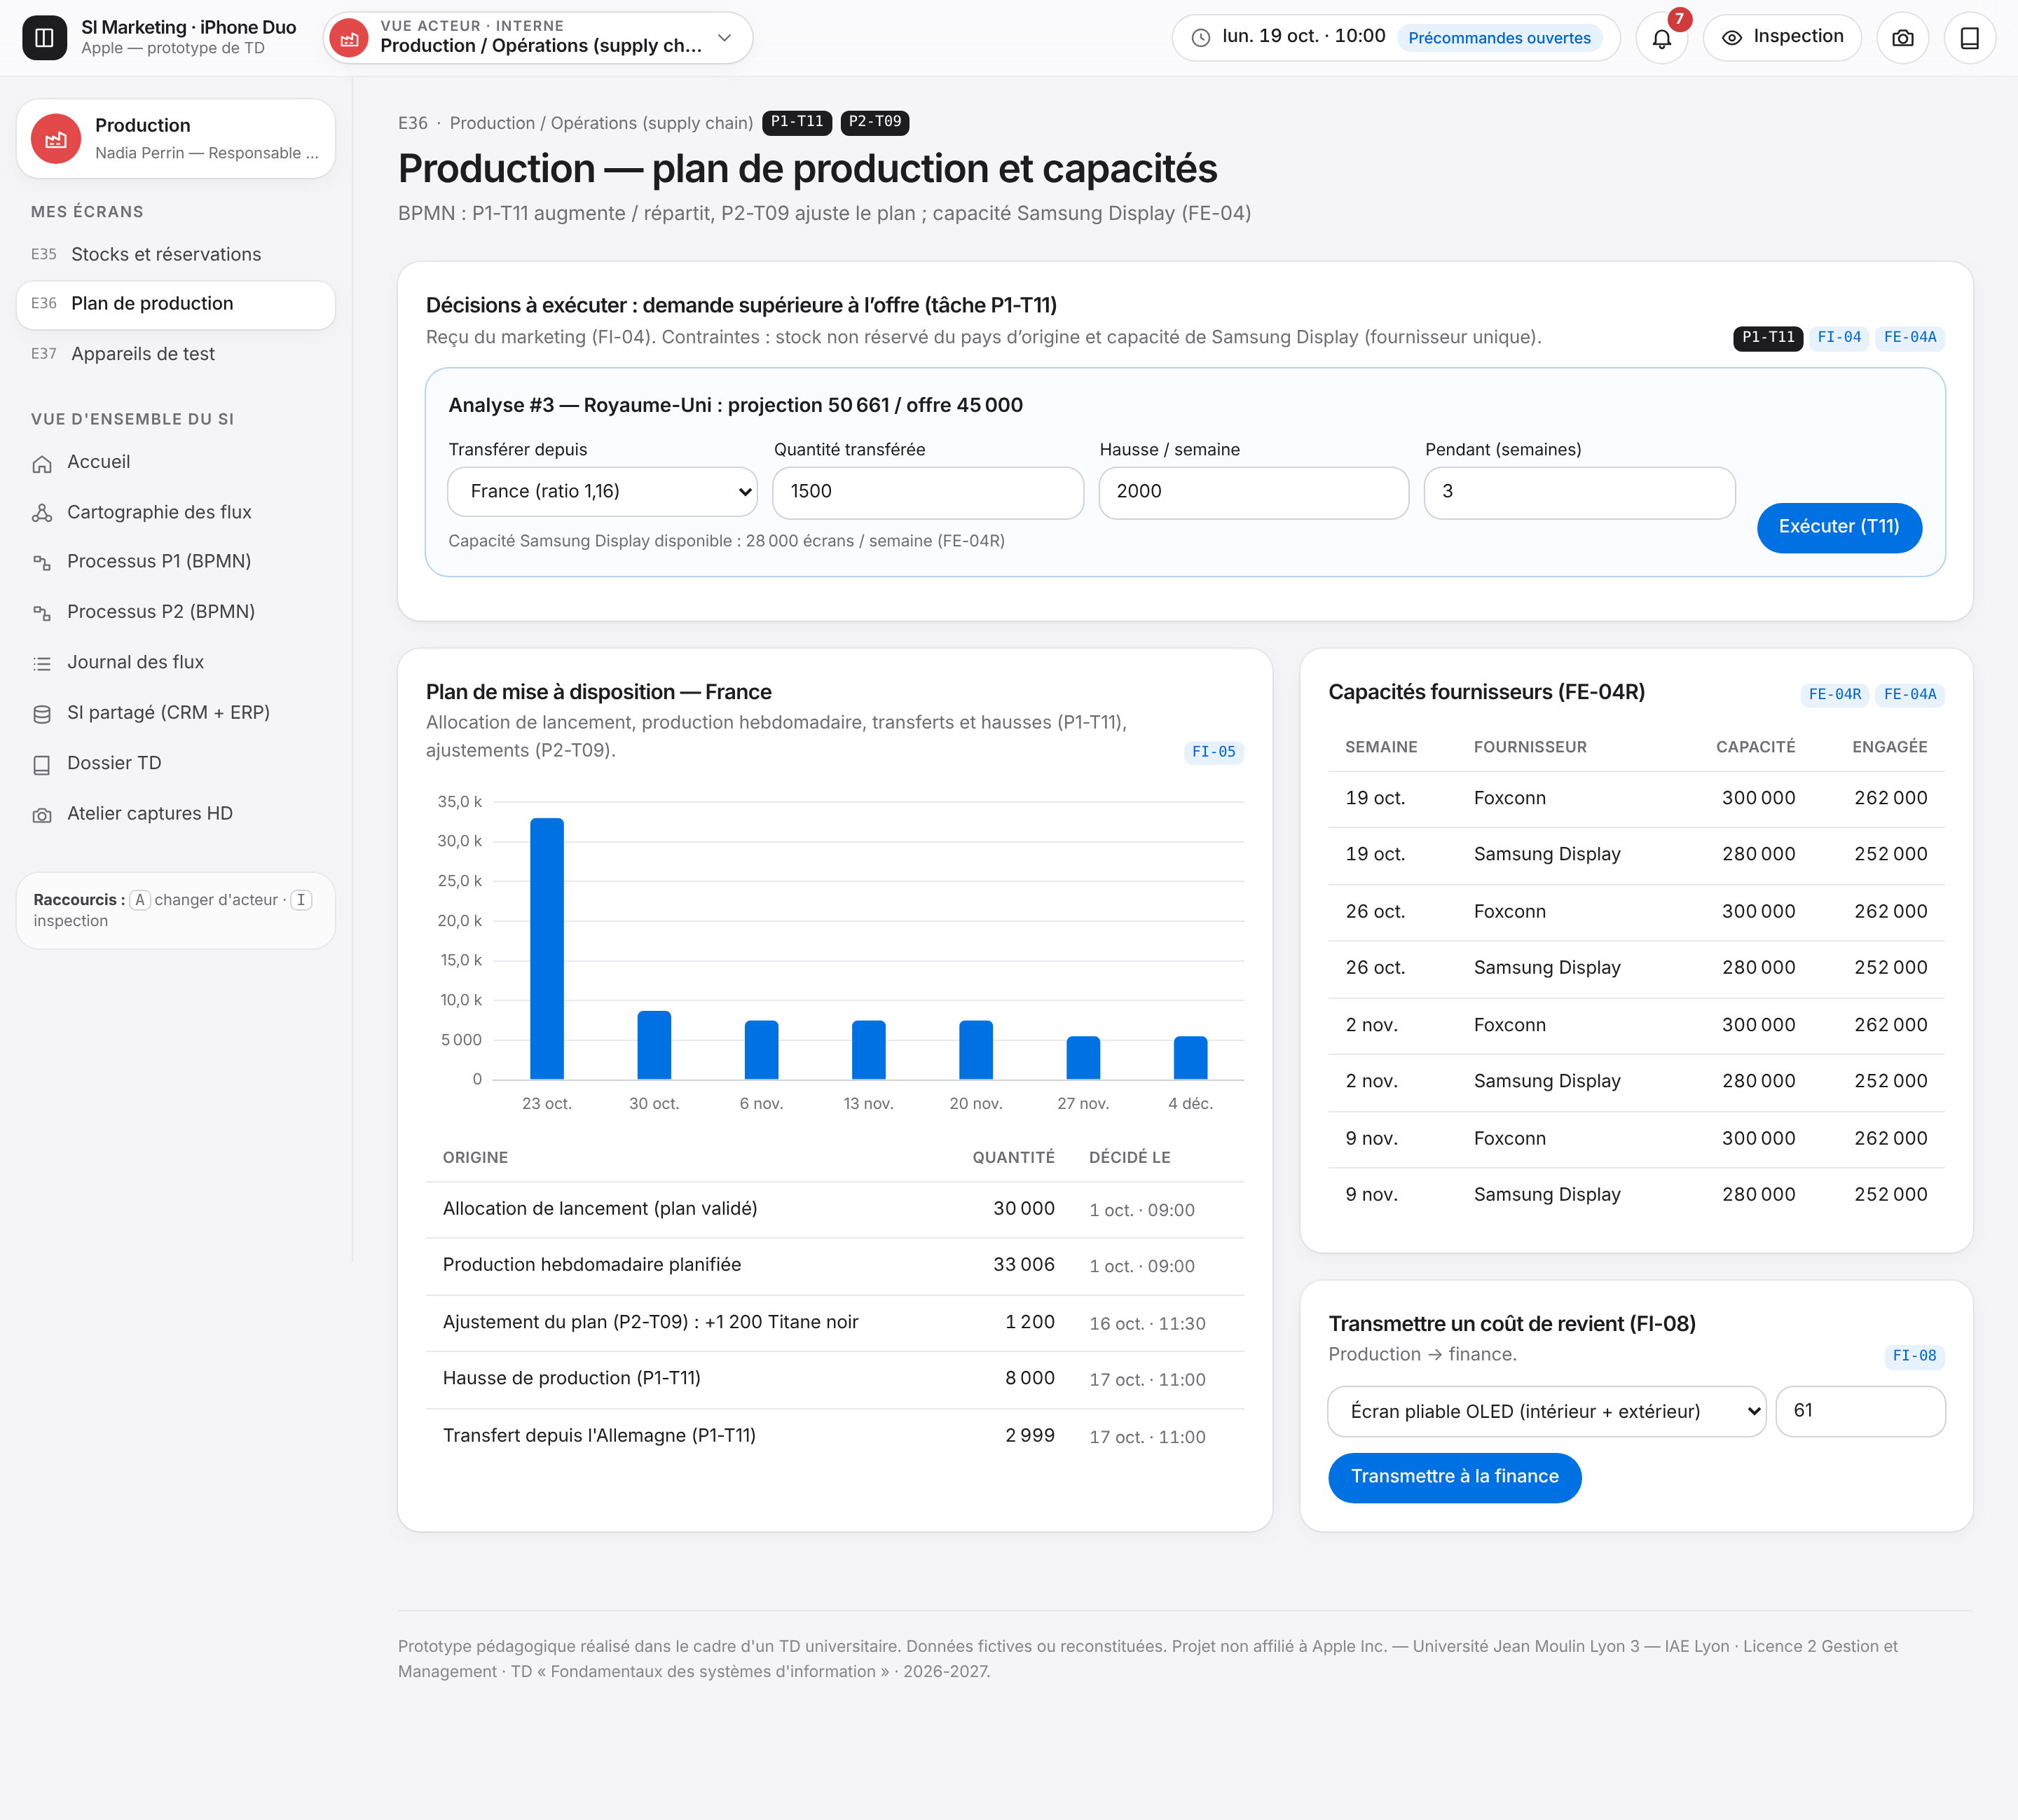 SI Marketing · iPhone Duo
Apple — prototype de TD
VUE ACTEUR · INTERNE
Production / Opérations (supply ch...
lun. 19 oct. · 10:00 Précommandes ouvertes
7
Inspection
Production
Nadia Perrin — Responsable ...
MES ÉCRANS
E35 Stocks et réservations
E36 Plan de production
E37 Appareils de test
VUE D'ENSEMBLE DU SI
Accueil
Cartographie des flux
Processus P1 (BPMN)
Processus P2 (BPMN)
Journal des flux
SI partagé (CRM + ERP)
Dossier TD
Atelier captures HD
Raccourcis : A changer d'acteur · I
inspection
E36 · Production / Opérations (supply chain) P1-T11 P2-T09
Production — plan de production et capacités
BPMN : P1-T11 augmente / répartit, P2-T09 ajuste le plan ; capacité Samsung Display (FE-04)
Décisions à exécuter : demande supérieure à l’offre (tâche P1-T11)
Reçu du marketing (FI-04). Contraintes : stock non réservé du pays d’origine et capacité de Samsung Display (fournisseur unique).
P1-T11 FI-04 FE-04A
Analyse #3 — Royaume-Uni : projection 50 661 / offre 45 000
Transférer depuis Quantité transférée Hausse / semaine Pendant (semaines)
France (ratio 1,16) 1500 2000 3
Exécuter (T11)
Capacité Samsung Display disponible : 28 000 écrans / semaine (FE-04R)
Plan de mise à disposition — France
Allocation de lancement, production hebdomadaire, transferts et hausses (P1-T11),
ajustements (P2-T09).
FI-05
35,0 k
30,0 k
25,0 k
20,0 k
15,0 k
10,0 k
5 000
0
23 oct. 30 oct. 6 nov. 13 nov. 20 nov. 27 nov. 4 déc.
ORIGINE QUANTITÉ DÉCIDÉ LE
Allocation de lancement (plan validé) 30 000 1 oct. · 09:00
Production hebdomadaire planifiée 33 006 1 oct. · 09:00
Ajustement du plan (P2-T09) : +1 200 Titane noir 1 200 16 oct. · 11:30
Hausse de production (P1-T11) 8 000 17 oct. · 11:00
Transfert depuis l'Allemagne (P1-T11) 2 999 17 oct. · 11:00
Capacités fournisseurs (FE-04R)
FE-04R FE-04A
SEMAINE FOURNISSEUR CAPACITÉ ENGAGÉE
19 oct. Foxconn 300 000 262 000
19 oct. Samsung Display 280 000 252 000
26 oct. Foxconn 300 000 262 000
26 oct. Samsung Display 280 000 252 000
2 nov. Foxconn 300 000 262 000
2 nov. Samsung Display 280 000 252 000
9 nov. Foxconn 300 000 262 000
9 nov. Samsung Display 280 000 252 000
Transmettre un coût de revient (FI-08)
Production → finance.
FI-08
Écran pliable OLED (intérieur + extérieur) 61
Transmettre à la finance
Prototype pédagogique réalisé dans le cadre d'un TD universitaire. Données fictives ou reconstituées. Projet non affilié à Apple Inc. — Université Jean Moulin Lyon 3 — IAE Lyon · Licence 2 Gestion et
Management · TD « Fondamentaux des systèmes d'information » · 2026-2027.